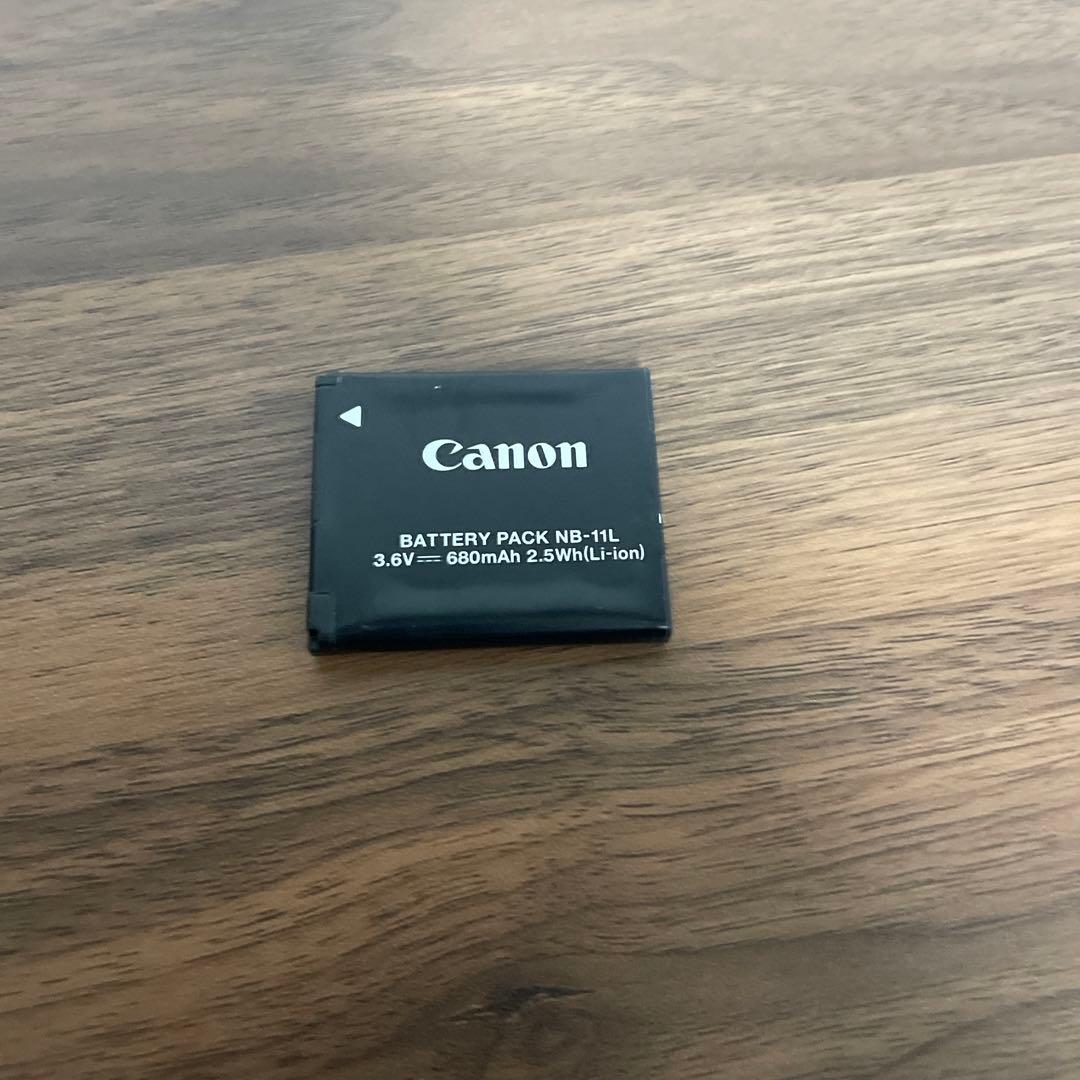 Canon
BATTERY PACK NB-11L
3.6V⎓ 680mAh 2.5Wh(Li-ion)